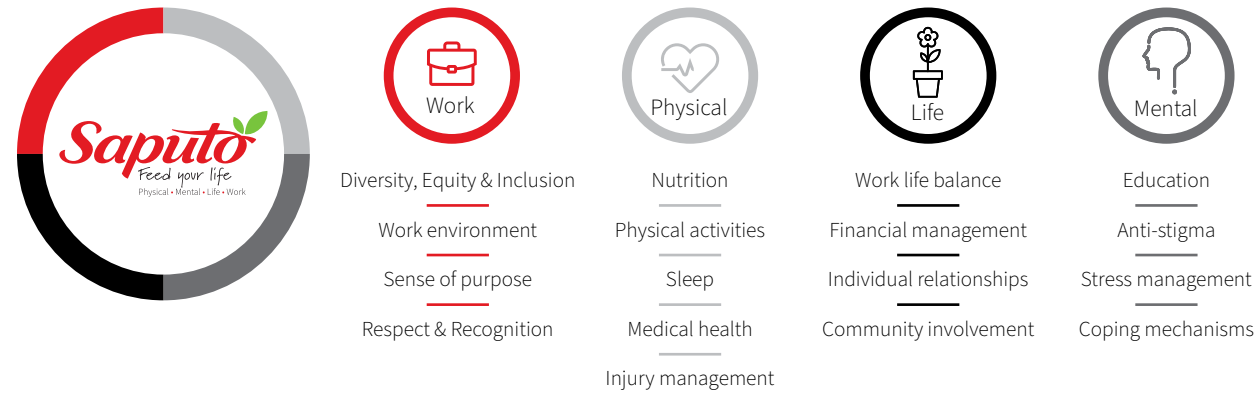 Saputo
Feed your life
Physical • Mental • Life • Work
Work
Diversity, Equity & Inclusion
Work environment
Sense of purpose
Respect & Recognition
Physical
Nutrition
Physical activities
Sleep
Medical health
Injury management
Life
Work life balance
Financial management
Individual relationships
Community involvement
Mental
Education
Anti-stigma
Stress management
Coping mechanisms